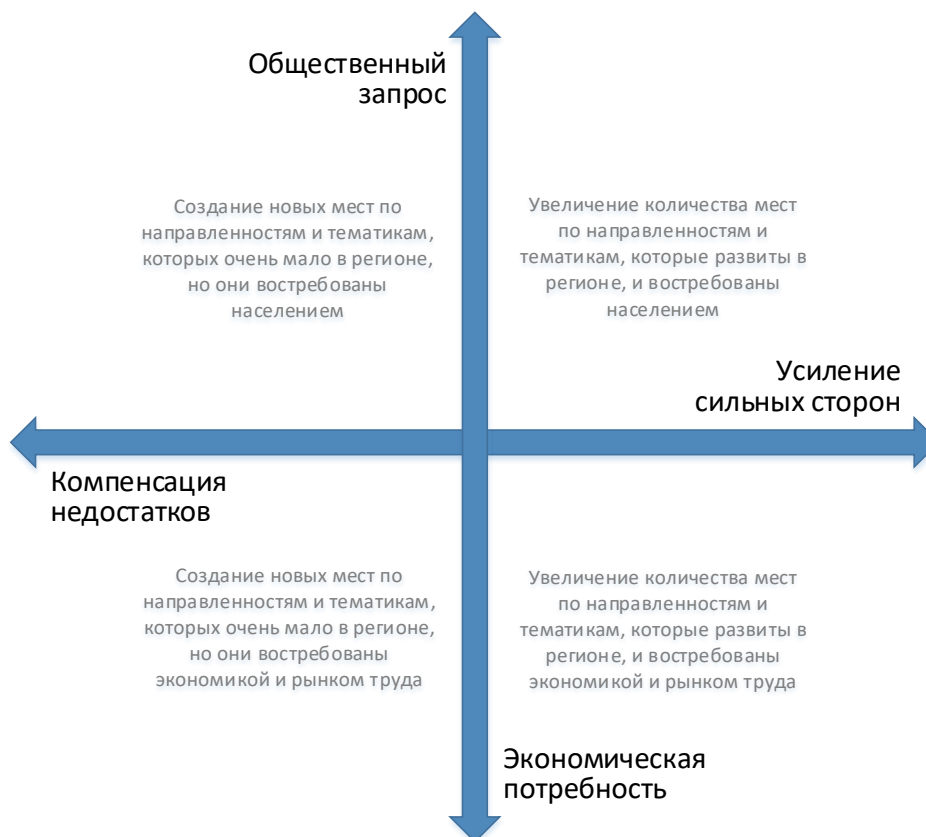 Общественный
запрос
Создание новых мест по
направленностям и тематикам,
которых очень мало в регионе,
но они востребованы
населением
Увеличение количества мест
по направленностям и
тематикам, которые развиты в
регионе, и востребованы
населением
Усиление
сильных сторон
Компенсация
недостатков
Создание новых мест по
направленностям и тематикам,
которых очень мало в регионе,
но они востребованы
экономикой и рынком труда
Увеличение количества мест
по направленностям и
тематикам, которые развиты в
регионе, и востребованы
экономикой и рынком труда
Экономическая
потребность